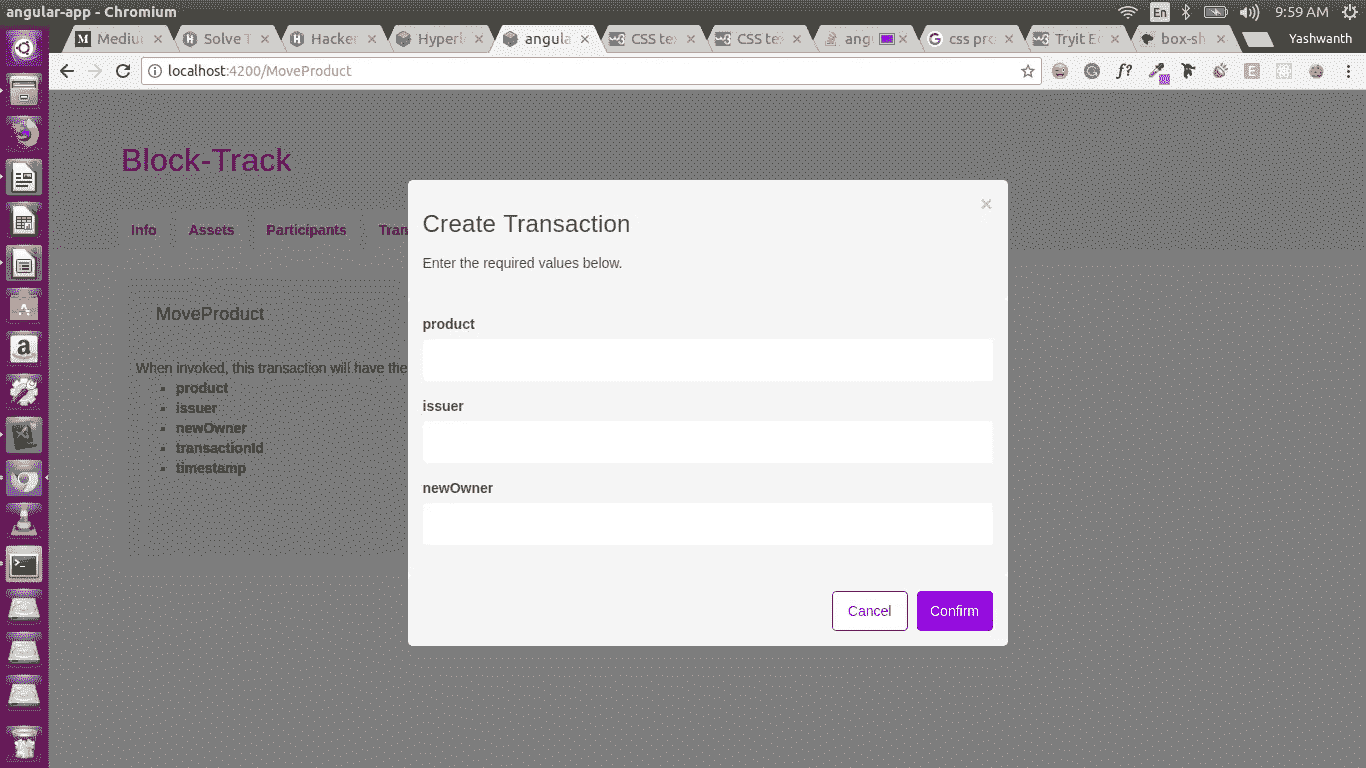 angular-app - Chromium
En
9:59 AM
Mediu
Solve T
Hacker
Hyperl
angula
CSS te
CSS te
ang
css pr
Tryit E
box-sh
Yashwanth
localhost:4200/MoveProduct
f?
E
Block-Track
Info Assets Participants Tran
MoveProduct
When invoked, this transaction will have the
product
issuer
newOwner
transactionId
timestamp
×
Create Transaction
Enter the required values below.
product
issuer
newOwner
Cancel Confirm